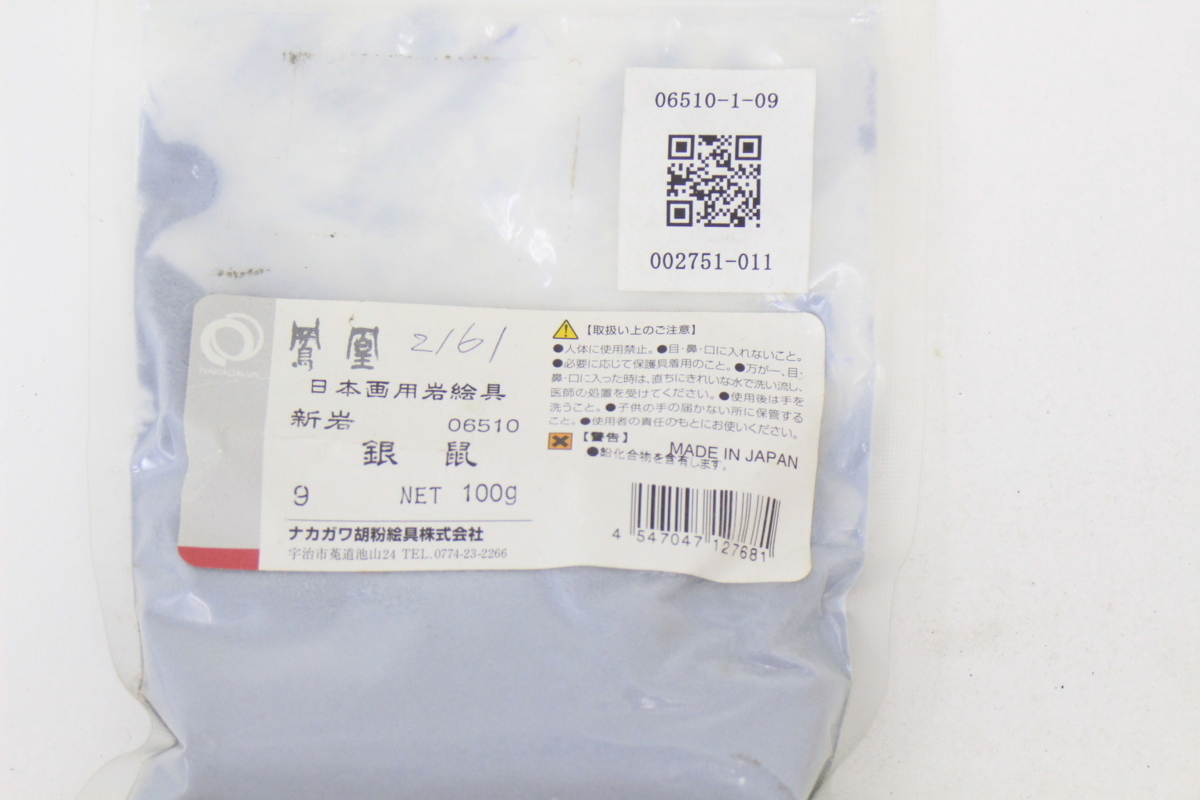 06510-1-09
002751-011
NAKAGAWA
鳳凰 2161
日本画用岩絵具
新岩 06510
銀鼠
9 NET 100g
ナカガワ胡粉絵具株式会社
宇治市菟道池山24 TEL.0774-23-2266
【取扱い上のご注意】
●人体に使用禁止。●目・鼻・口に入れないこと。
●必要に応じて保護具着用のこと。●万が一、目・
鼻・口に入った時は、直ちにきれいな水で洗い流し、
医師の処置を受けてください。●使用後は手を
洗うこと。●子供の手の届かない所に保管する
こと。●使用者の責任のもとにお使いください。
【警告】
●鉛化合物を含有します。
MADE IN JAPAN
4 547047 127681